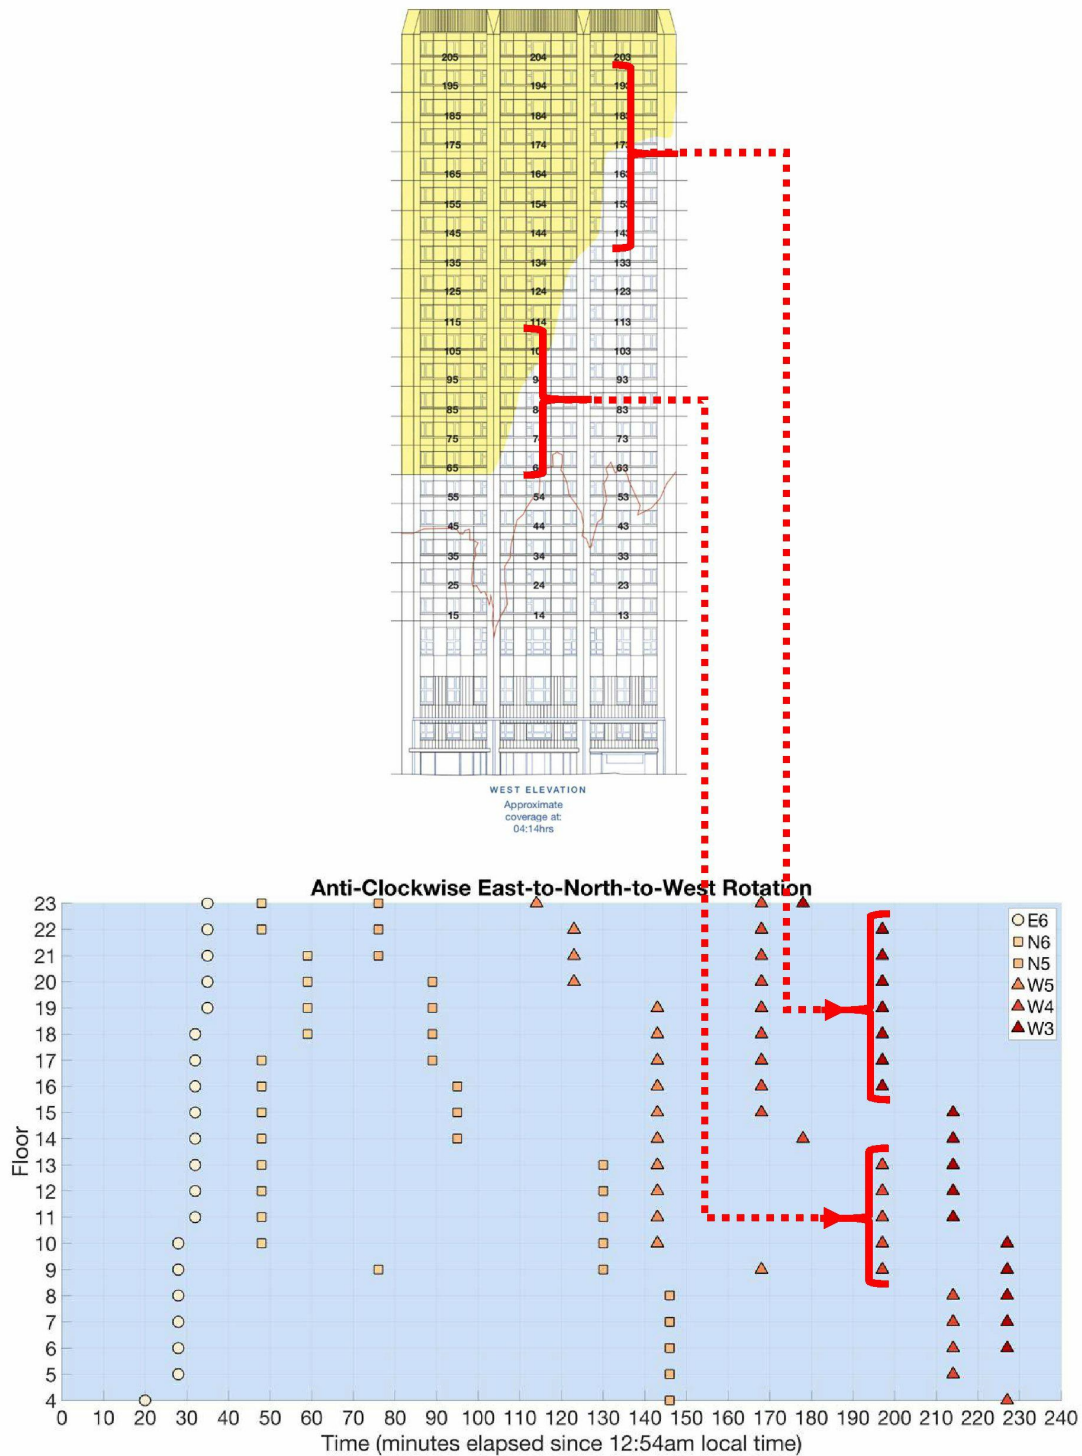 205 204 203
195 194 193
185 184 183
175 174 173
165 164 163
155 154 153
145 144 143
135 134 133
125 124 123
115 114 113
105 103
95 93
85 83
75 73
65 63
55 54 53
45 44 43
35 34 33
25 24 23
15 14 13
WEST ELEVATION
Approximate
coverage at:
04:14hrs
Anti-Clockwise East-to-North-to-West Rotation
23
22
21
20
19
18
17
16
15
14
13
12
11
10
9
8
7
6
5
4
Floor
E6
N6
N5
W5
W4
W3
0 10 20 30 40 50 60 70 80 90 100 110 120 130 140 150 160 170 180 190 200 210 220 230 240
Time (minutes elapsed since 12:54am local time)